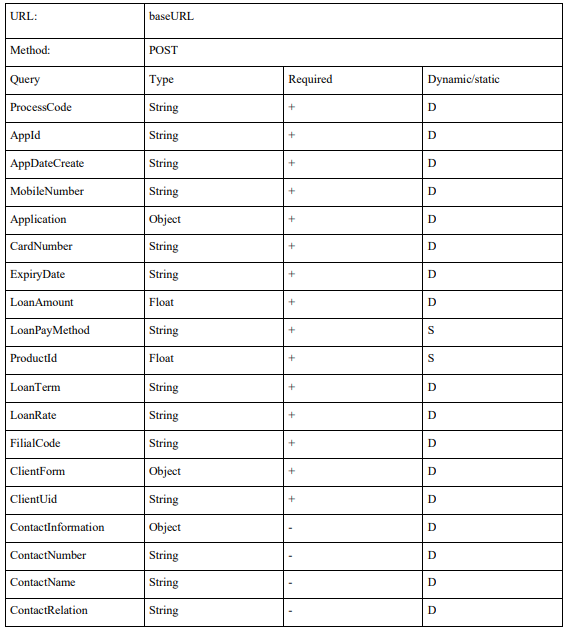 URL: baseURL
Method: POST
Query Type Required Dynamic/static
ProcessCode String + D
AppId String + D
AppDateCreate String + D
MobileNumber String + D
Application Object + D
CardNumber String + D
ExpiryDate String + D
LoanAmount Float + D
LoanPayMethod String + S
ProductId Float + S
LoanTerm String + D
LoanRate String + D
FilialCode String + D
ClientForm Object + D
ClientUid String + D
ContactInformation Object - D
ContactNumber String - D
ContactName String - D
ContactRelation String - D